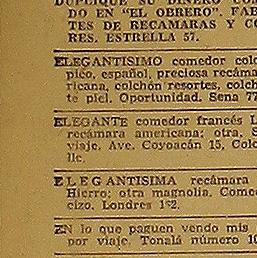 DUPLIQUE SU DINERO COM
DO EN "EL OBRERO". FAB
TES DE RECAMARAS Y CO
RES. ESTRELLA 57.
ELEGANTISIMO comedor colo
pico, español, preciosa recáma
ricana, colchón resortes, colch
te piel. Oportunidad. Sena 77
ELEGANTE comedor francés L
recámara americana; otra, S
viaje. Ave. Coyoacán 15, Colo
lle.
ELEGANTISIMA recámara
Hierro; otra magnolia. Come
cizo. Londres
EN lo que paguen vendo mis
por viaje. Tonalá número 10